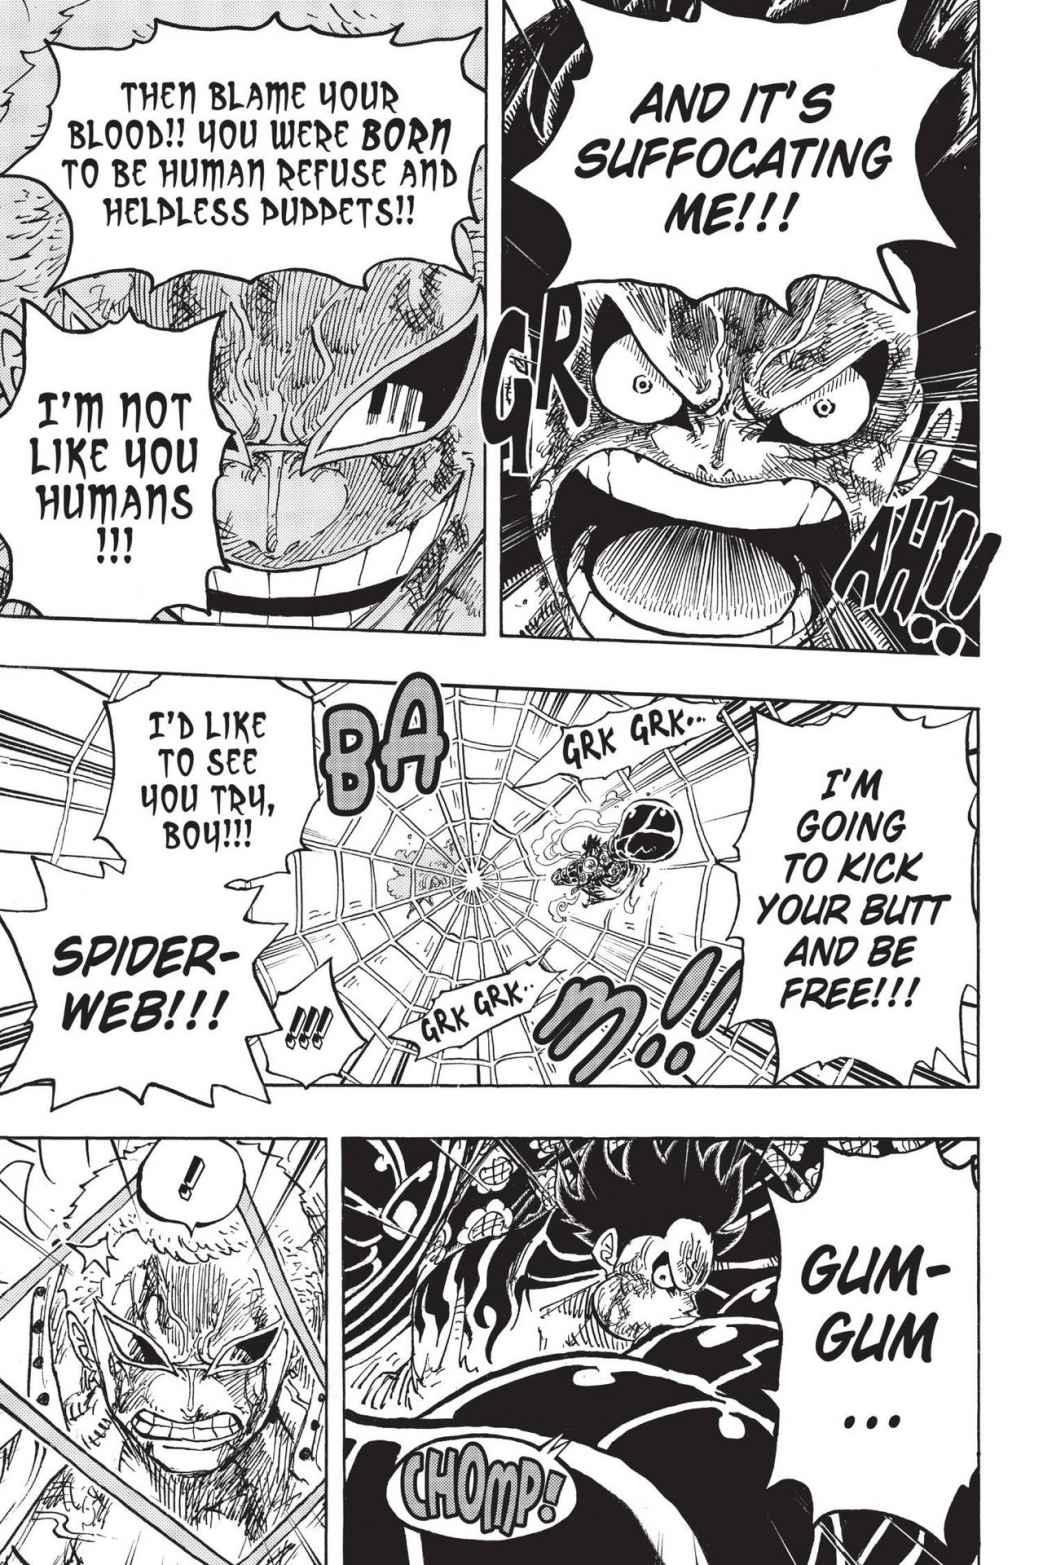 AND IT'S
SUFFOCATING
ME!!!
GR
AH!!
THEN BLAME YOUR
BLOOD!! YOU WERE BORN
TO BE HUMAN REFUSE AND
HELPLESS PUPPETS!!
I'M NOT
LIKE YOU
HUMANS
!!!
I'M
GOING
TO KICK
YOUR BUTT
AND BE
FREE!!!
GRK GRK...
BA
M!!
GRK GRK..
I'D LIKE
TO SEE
YOU TRY,
BOY!!!
!!!
SPIDER-
WEB!!!
GUM-
GUM
...
CHOMP!
!